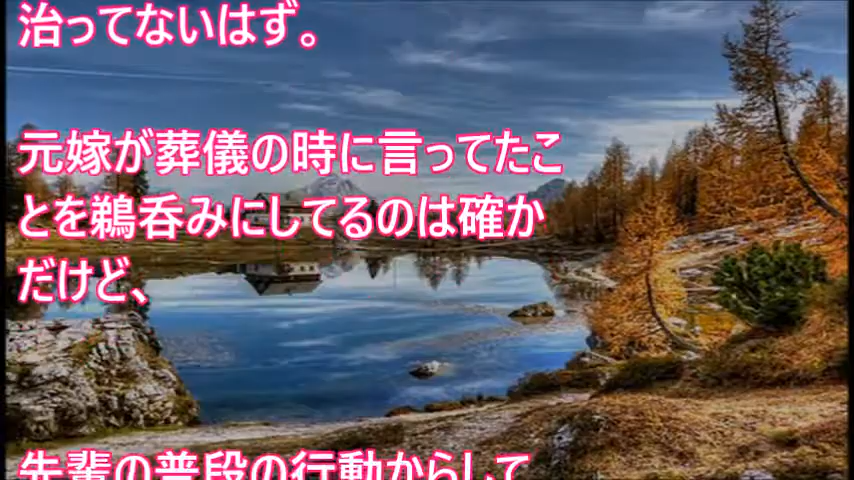 治ってないはず。
元嫁が葬儀の時に言ってたこ
とを鵜呑みにしてるのは確か
だけど、
先輩の普段の行動からして